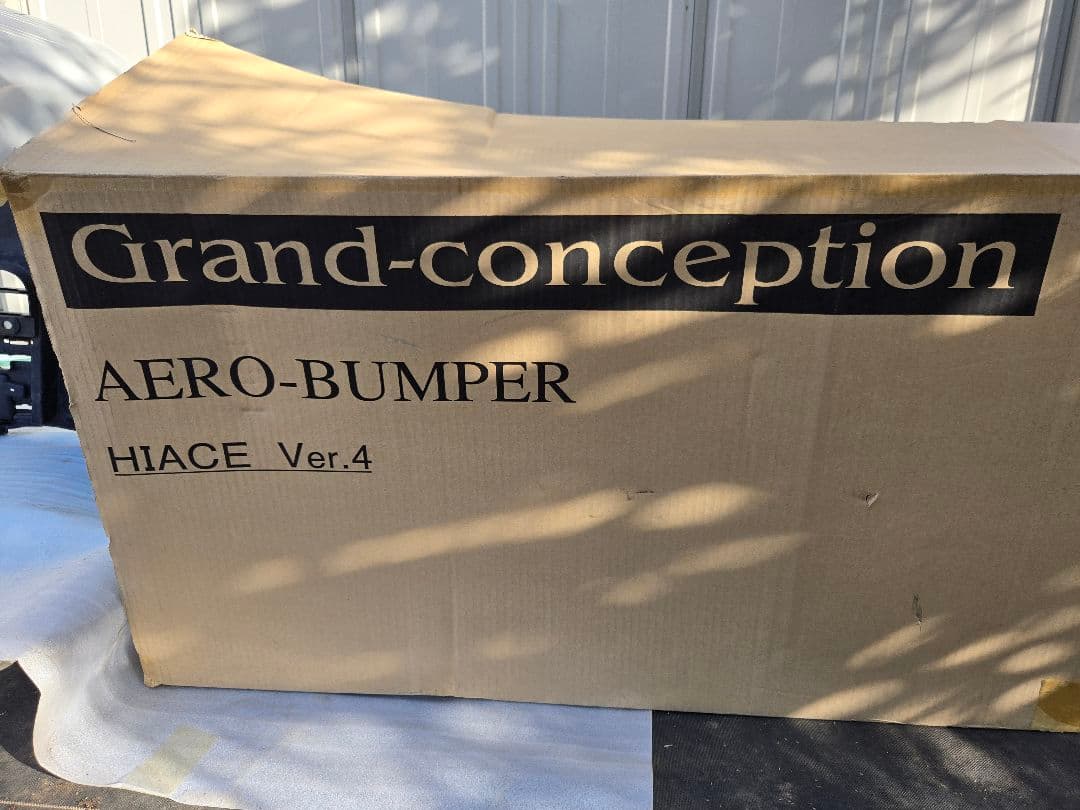 Grand-conception
AERO-BUMPER
HIACE Ver.4